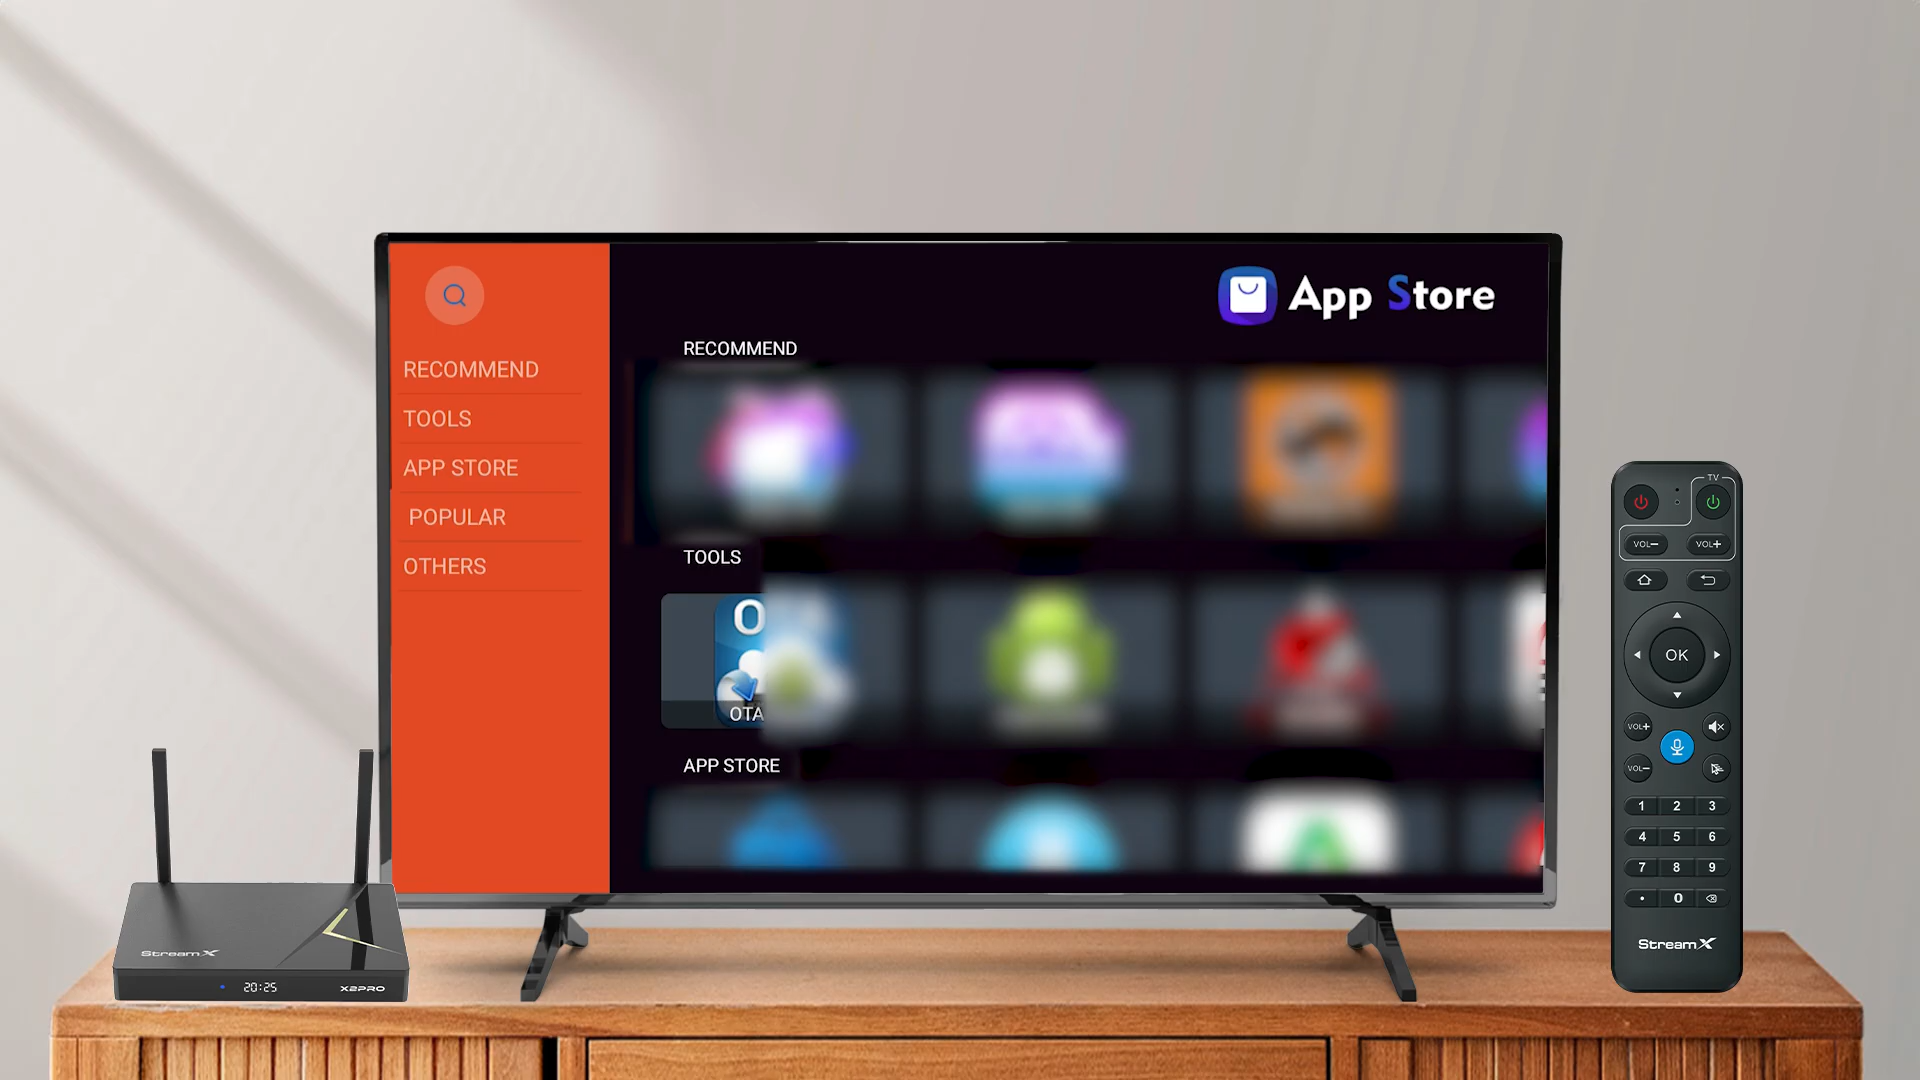 App Store
RECOMMEND
TOOLS
APP STORE
POPULAR
OTHERS
RECOMMEND
TOOLS
OTA
APP STORE
StreamX
20:25
X2PRO
TV
VOL-
VOL+
OK
VOL+
VOL-
1 2 3
4 5 6
7 8 9
. 0
StreamX